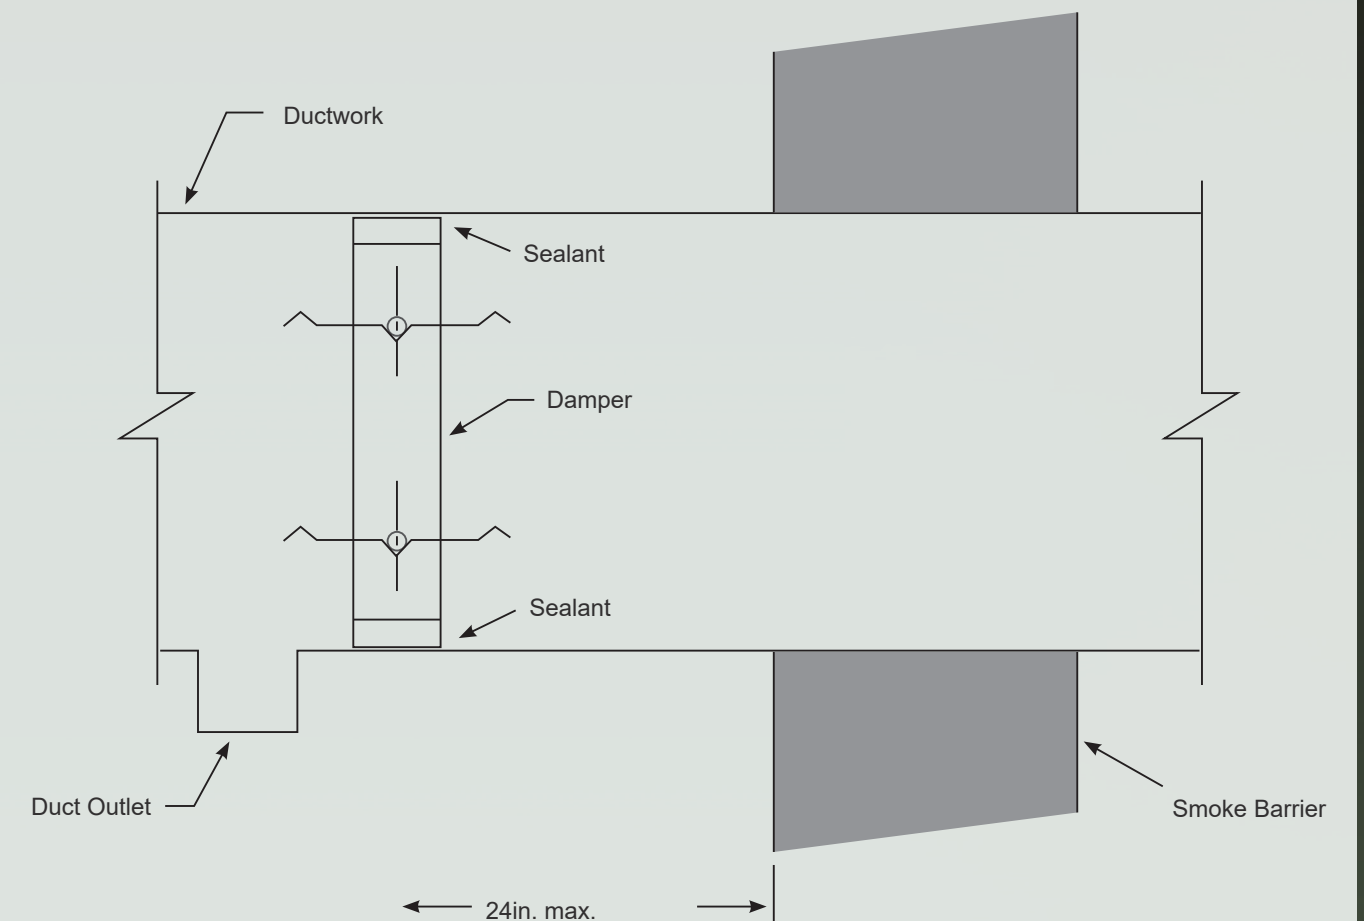 Ductwork
Sealant
Damper
Sealant
Duct Outlet
Smoke Barrier
24in. max.